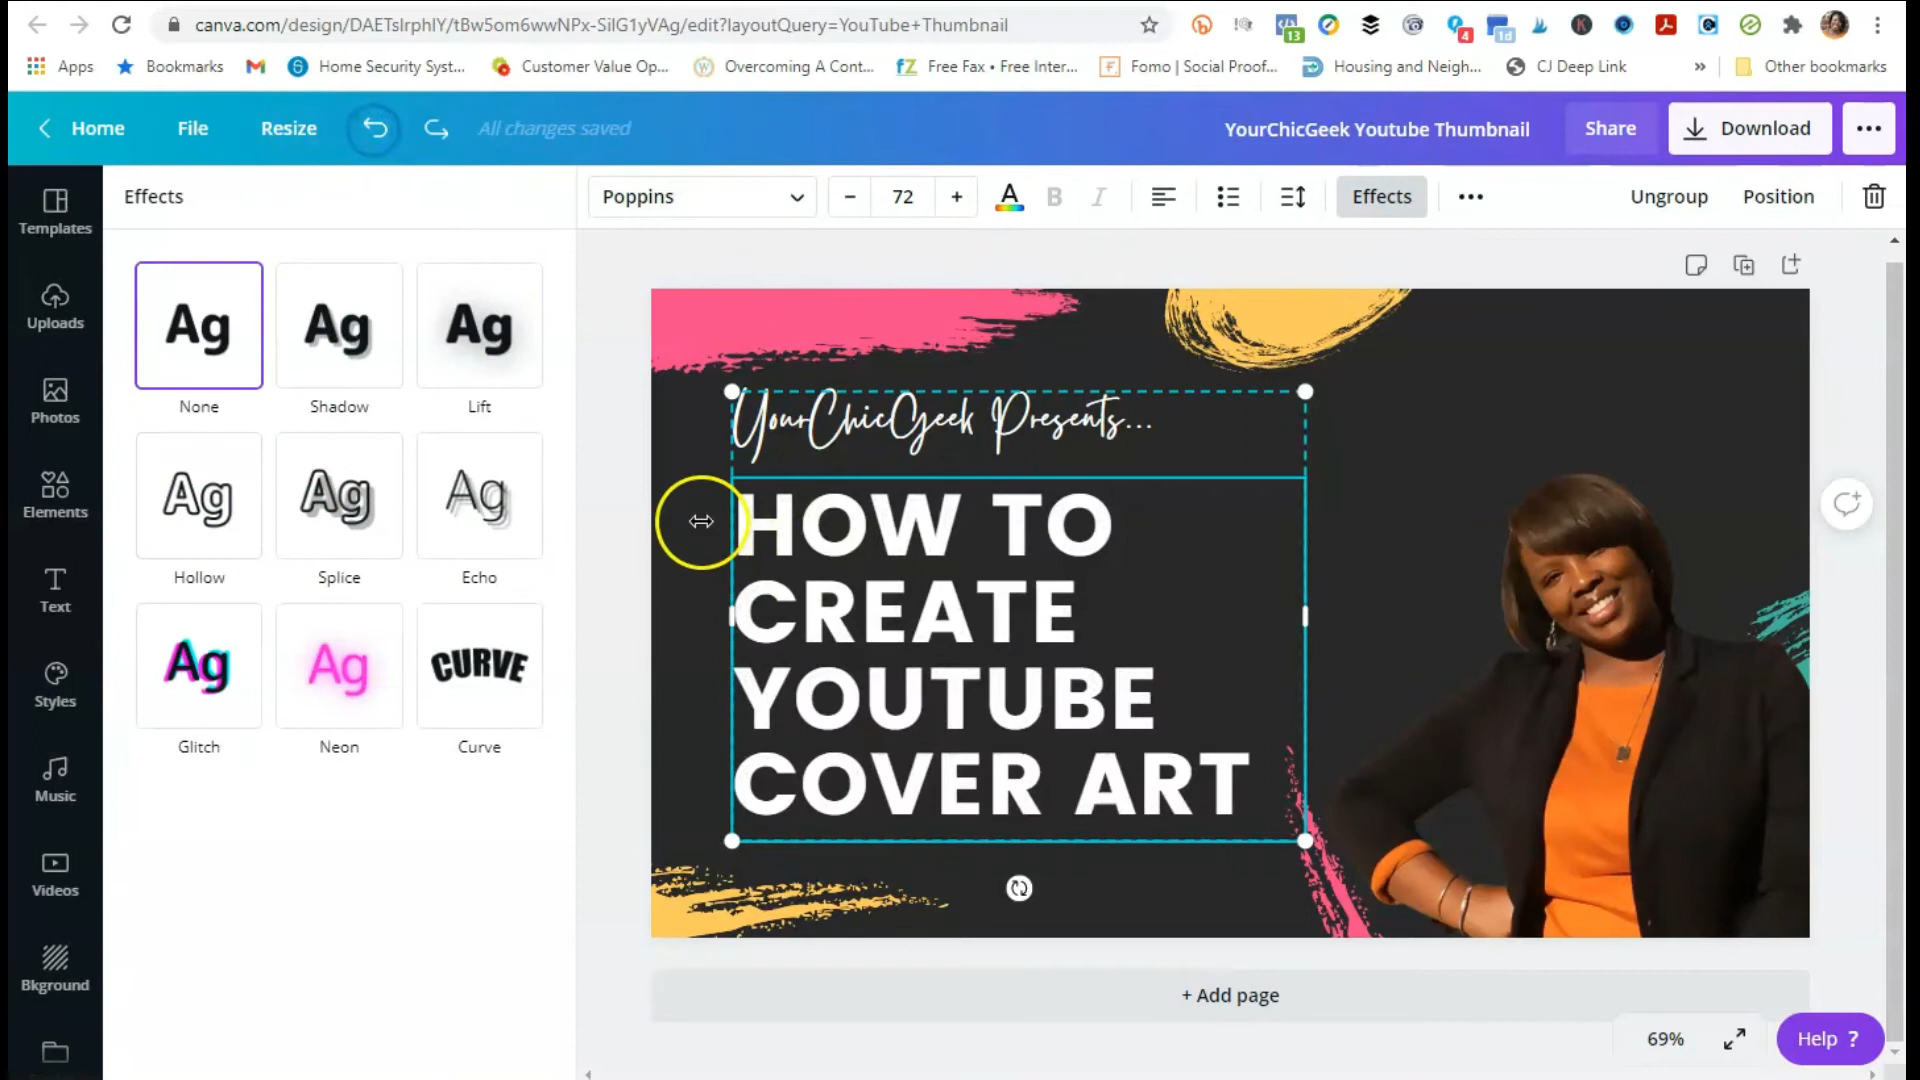 canva.com/design/DAETslrphlY/tBw5om6wwNPx-SilG1yVAg/edit?layoutQuery=YouTube+Thumbnail
13
4
1d
Apps
Bookmarks
Home Security Syst...
Customer Value Op...
Overcoming A Cont...
Free Fax • Free Inter...
Fomo | Social Proof...
Housing and Neigh...
CJ Deep Link
»
Other bookmarks
Home
File
Resize
All changes saved
YourChicGeek Youtube Thumbnail
Share
Download
Effects
Poppins
72
A
B
I
Effects
Ungroup
Position
Templates
Uploads
Photos
Elements
Text
Styles
Music
Videos
Bkground
Ag
None
Ag
Shadow
Ag
Lift
Ag
Hollow
Ag
Splice
Ag
Echo
Ag
Glitch
Ag
Neon
CURVE
Curve
YourChicGeek Presents...
HOW TO
CREATE
YOUTUBE
COVER ART
+ Add page
69%
Help ?